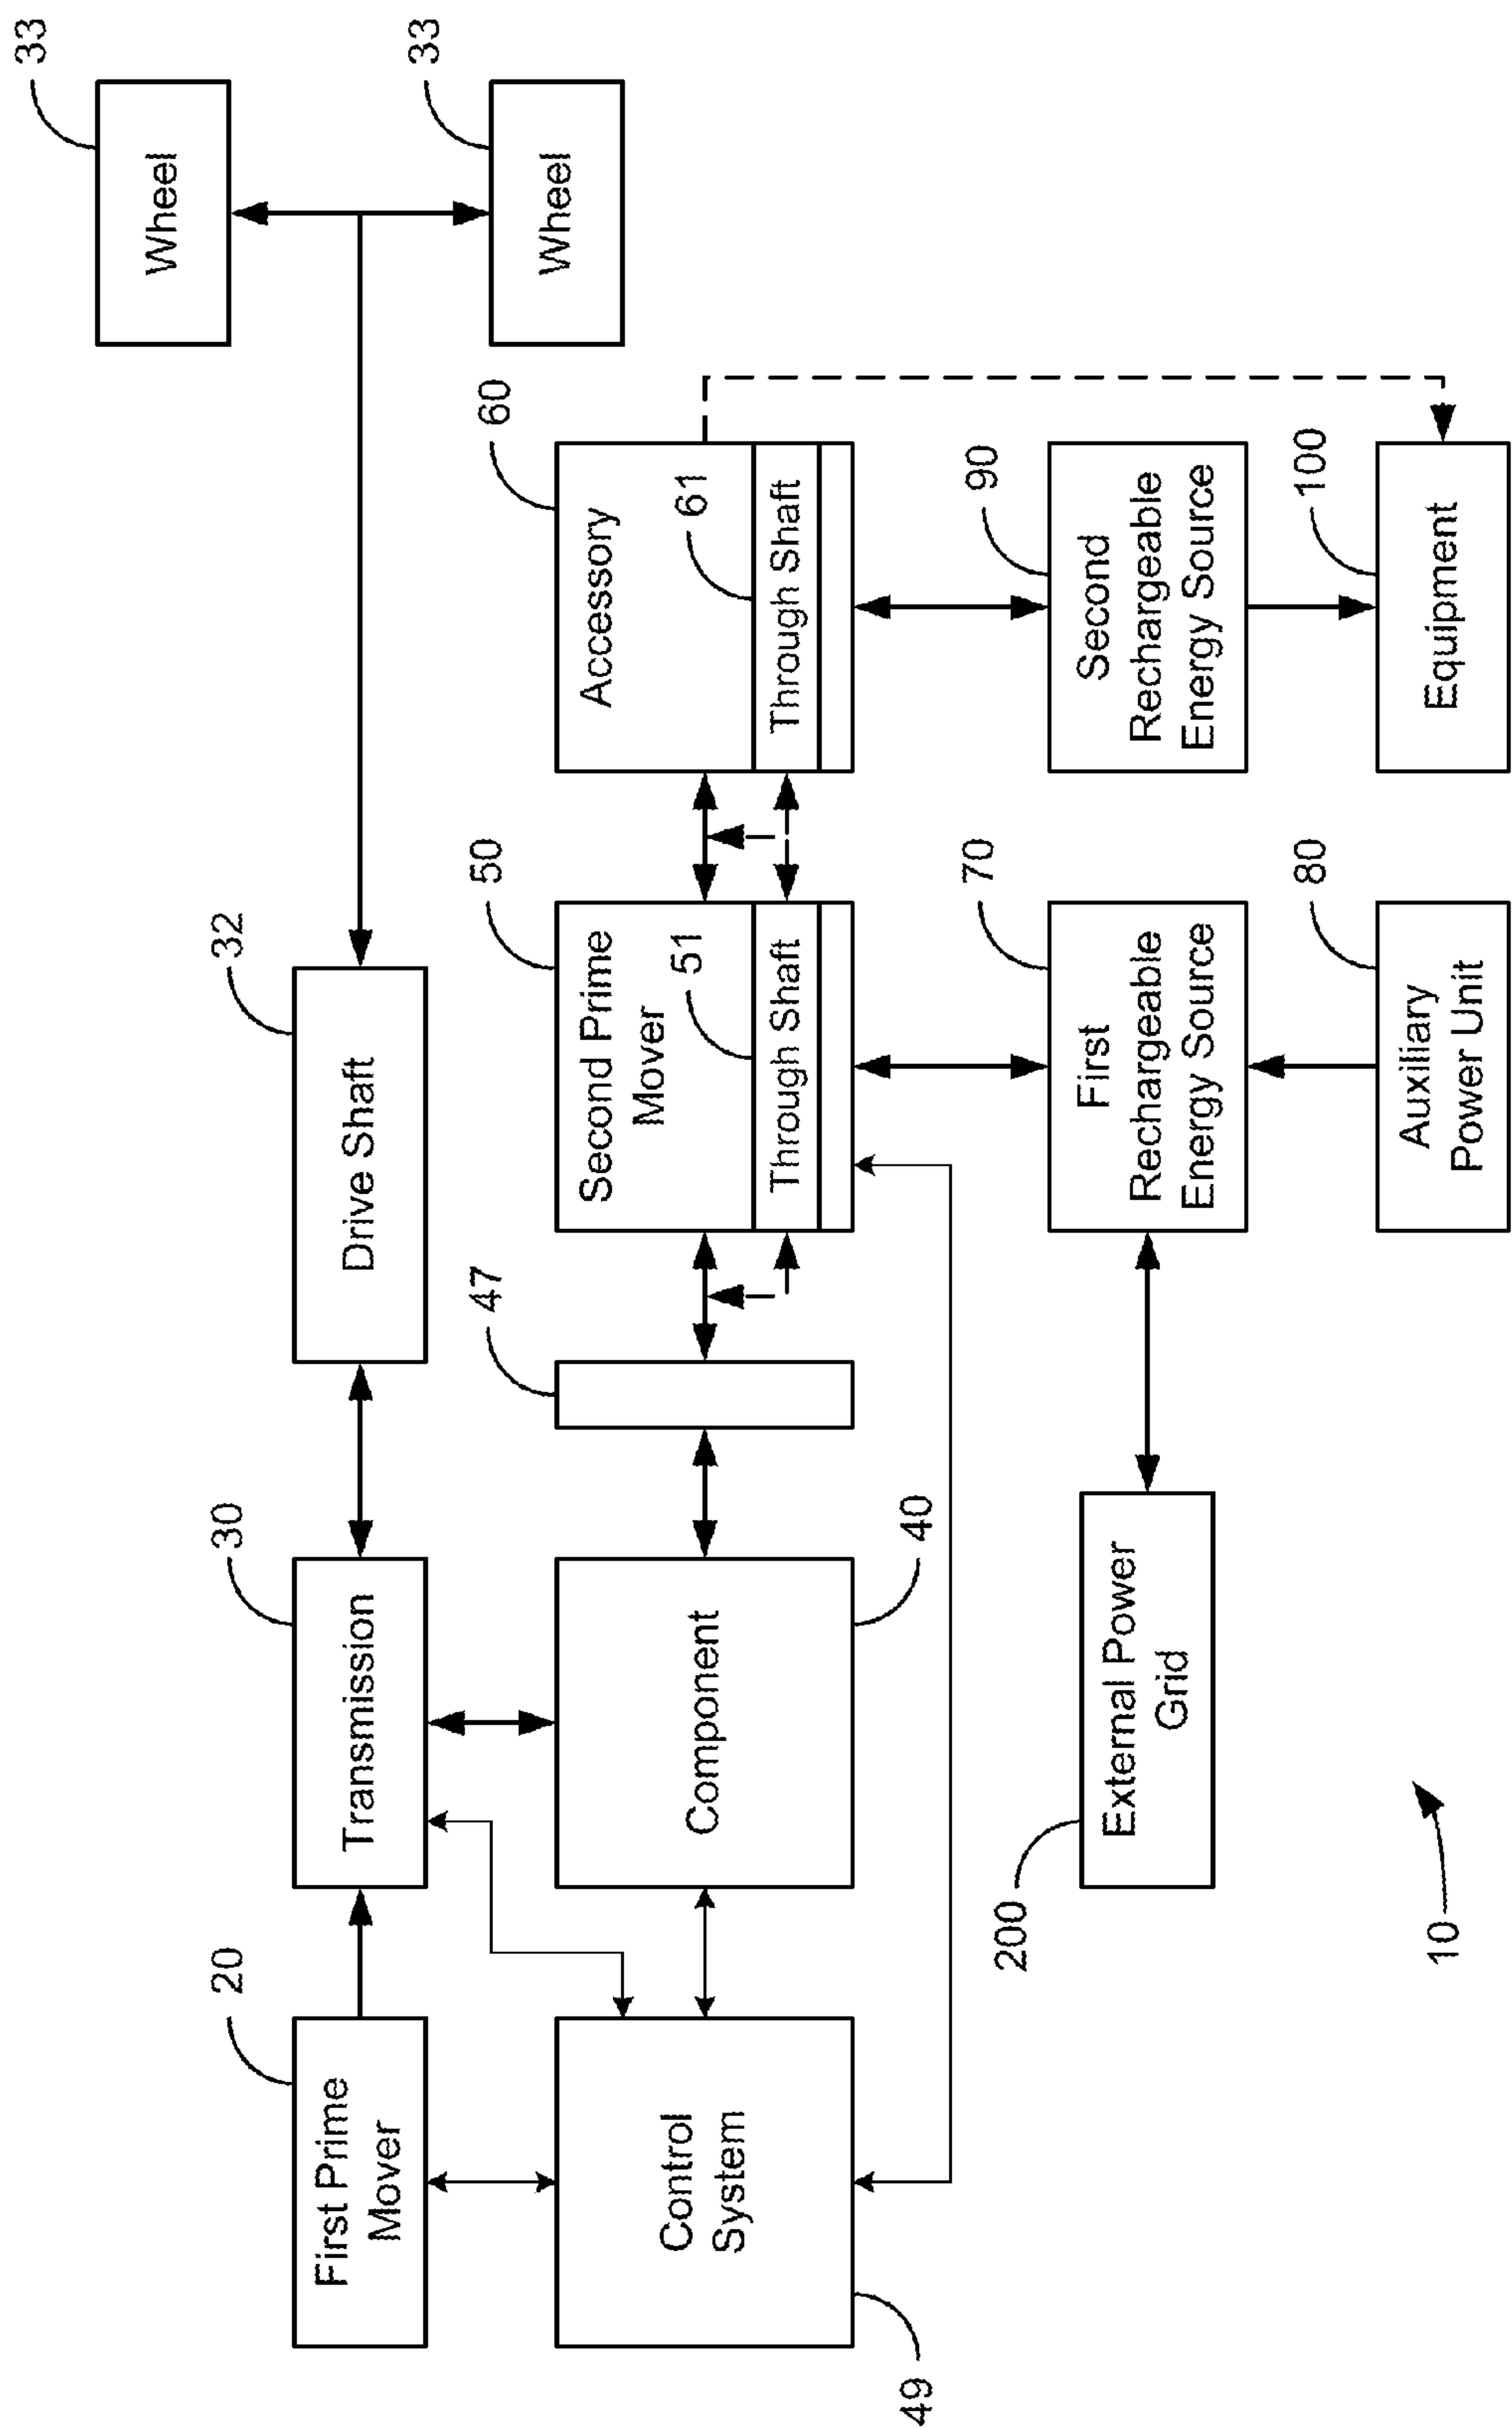 33
Wheel
33
Wheel
20
First Prime
Mover
30
Transmission
32
Drive Shaft
49
Control
System
40
Component
47
50
Second Prime
Mover
51
Through Shaft
60
Accessory
61
Through Shaft
200
External Power
Grid
70
First
Rechargeable
Energy Source
90
Second
Rechargeable
Energy Source
80
Auxiliary
Power Unit
100
Equipment
10